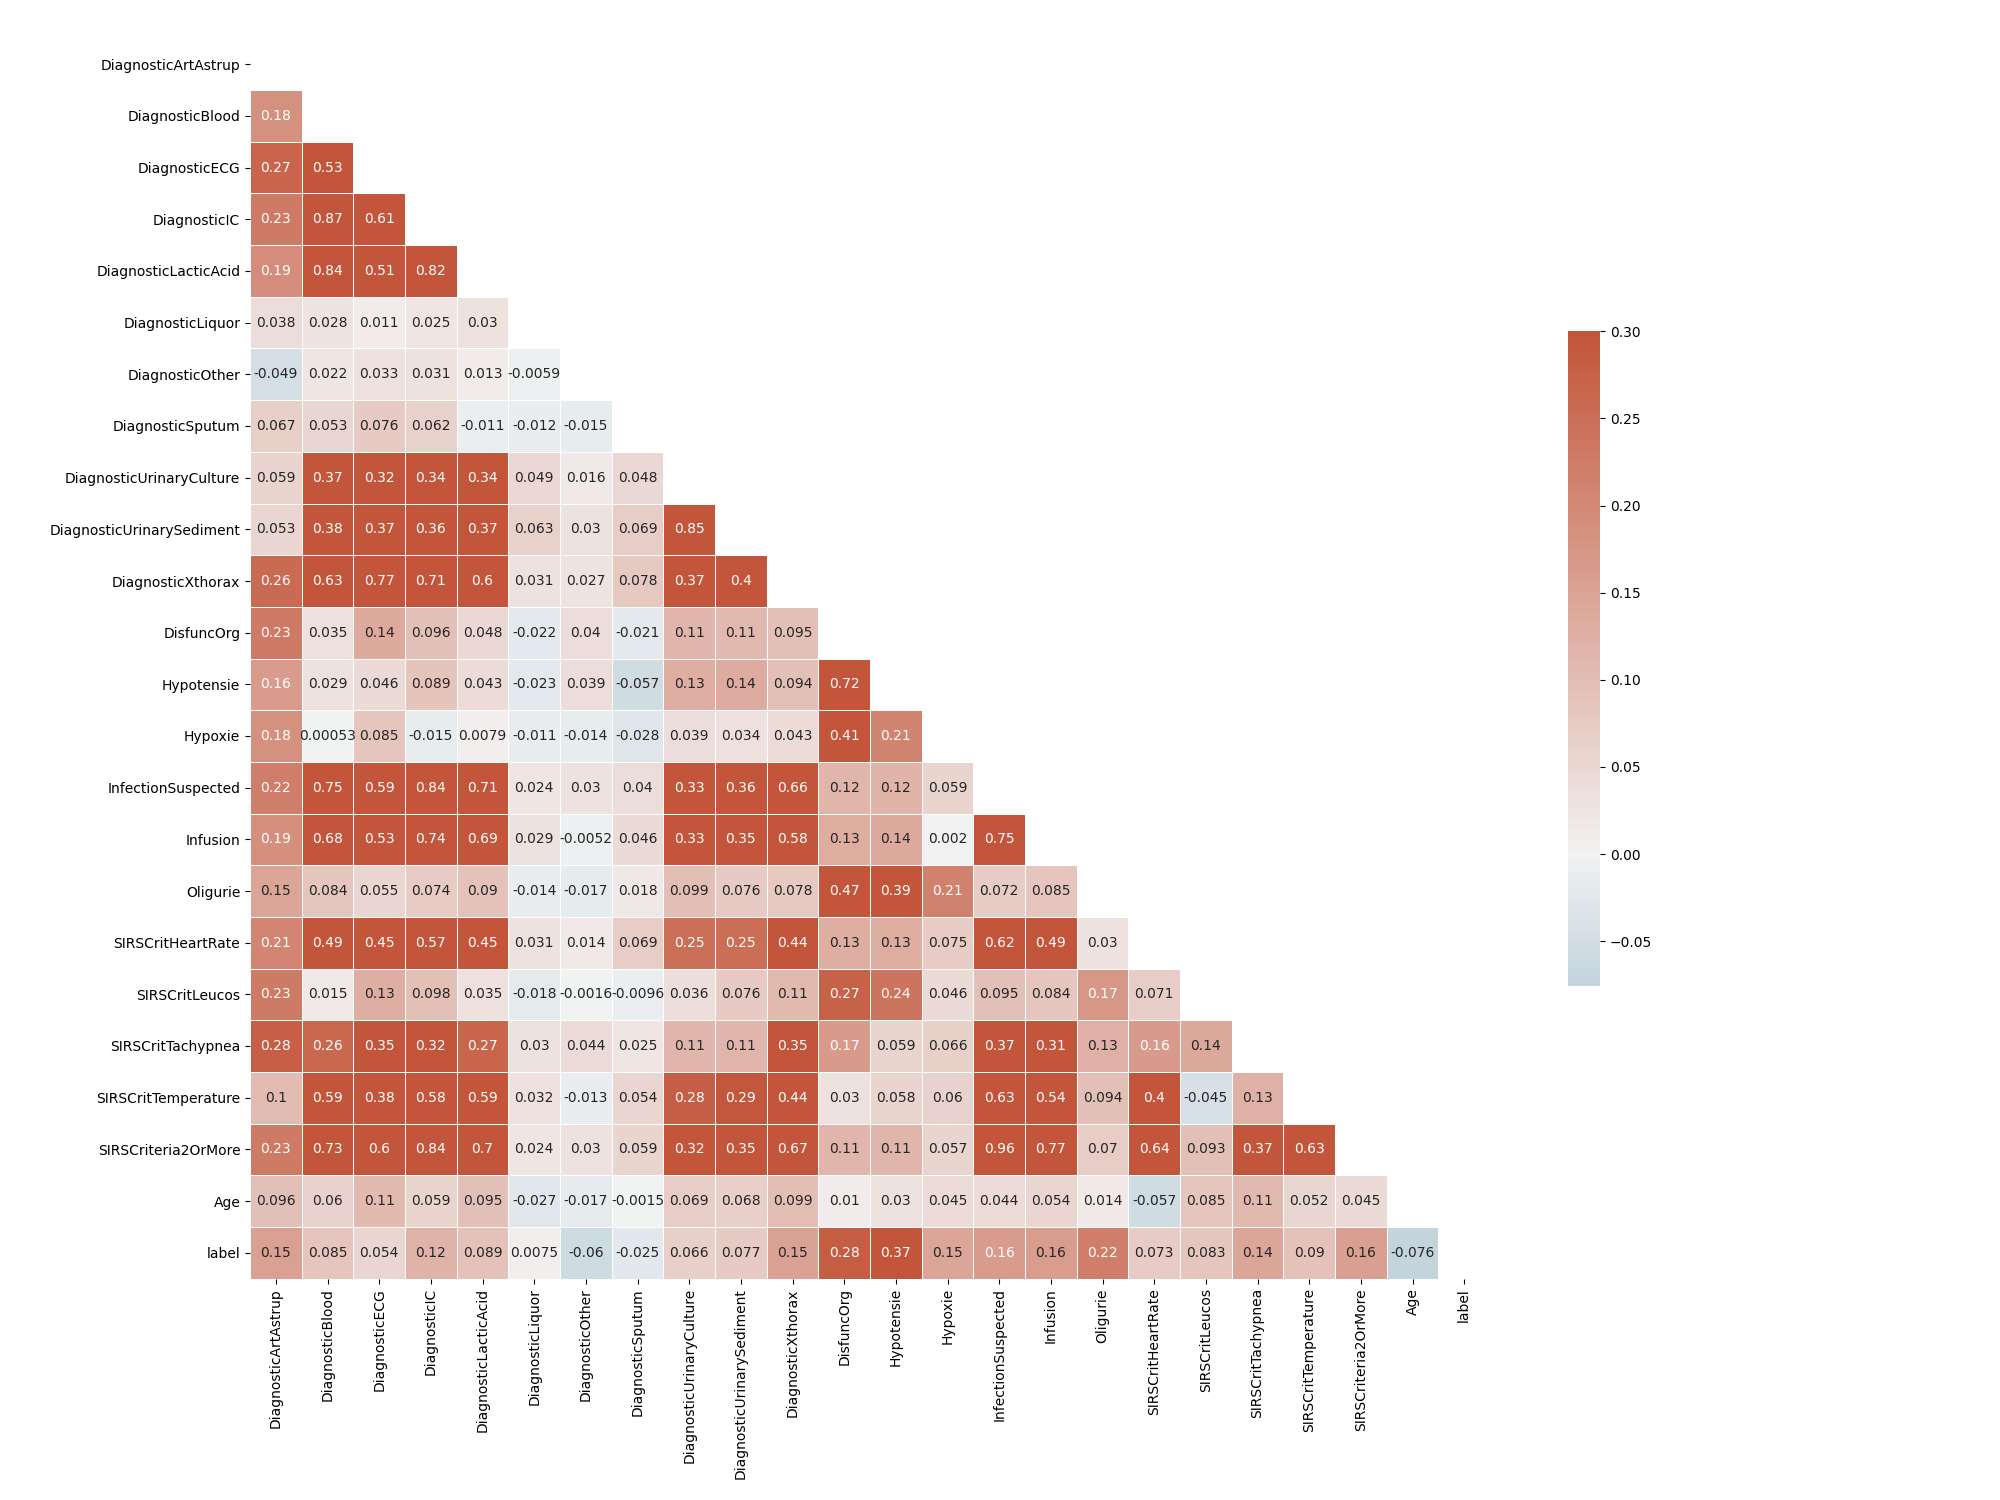 DiagnosticArtAstrup
DiagnosticBlood 0.18
DiagnosticECG 0.27 0.53
DiagnosticIC 0.23 0.87 0.61
DiagnosticLacticAcid 0.19 0.84 0.51 0.82
DiagnosticLiquor 0.038 0.028 0.011 0.025 0.03
DiagnosticOther -0.049 0.022 0.033 0.031 0.013 -0.0059
DiagnosticSputum 0.067 0.053 0.076 0.062 -0.011 -0.012 -0.015
DiagnosticUrinaryCulture 0.059 0.37 0.32 0.34 0.34 0.049 0.016 0.048
DiagnosticUrinarySediment 0.053 0.38 0.37 0.36 0.37 0.063 0.03 0.069 0.85
DiagnosticXthorax 0.26 0.63 0.77 0.71 0.6 0.031 0.027 0.078 0.37 0.4
DisfuncOrg 0.23 0.035 0.14 0.096 0.048 -0.022 0.04 -0.021 0.11 0.11 0.095
Hypotensie 0.16 0.029 0.046 0.089 0.043 -0.023 0.039 -0.057 0.13 0.14 0.094 0.72
Hypoxie 0.18 0.00053 0.085 -0.015 0.0079 -0.011 -0.014 -0.028 0.039 0.034 0.043 0.41 0.21
InfectionSuspected 0.22 0.75 0.59 0.84 0.71 0.024 0.03 0.04 0.33 0.36 0.66 0.12 0.12 0.059
Infusion 0.19 0.68 0.53 0.74 0.69 0.029 -0.0052 0.046 0.33 0.35 0.58 0.13 0.14 0.002 0.75
Oligurie 0.15 0.084 0.055 0.074 0.09 -0.014 -0.017 0.018 0.099 0.076 0.078 0.47 0.39 0.21 0.072 0.085
SIRSCritHeartRate 0.21 0.49 0.45 0.57 0.45 0.031 0.014 0.069 0.25 0.25 0.44 0.13 0.13 0.075 0.62 0.49 0.03
SIRSCritLeucos 0.23 0.015 0.13 0.098 0.035 -0.018 -0.0016 -0.0096 0.036 0.076 0.11 0.27 0.24 0.046 0.095 0.084 0.17 0.071
SIRSCritTachypnea 0.28 0.26 0.35 0.32 0.27 0.03 0.044 0.025 0.11 0.11 0.35 0.17 0.059 0.066 0.37 0.31 0.13 0.16 0.14
SIRSCritTemperature 0.1 0.59 0.38 0.58 0.59 0.032 -0.013 0.054 0.28 0.29 0.44 0.03 0.058 0.06 0.63 0.54 0.094 0.4 -0.045 0.13
SIRSCriteria2OrMore 0.23 0.73 0.6 0.84 0.7 0.024 0.03 0.059 0.32 0.35 0.67 0.11 0.11 0.057 0.96 0.77 0.07 0.64 0.093 0.37 0.63
Age 0.096 0.06 0.11 0.059 0.095 -0.027 -0.017 -0.0015 0.069 0.068 0.099 0.01 0.03 0.045 0.044 0.054 0.014 -0.057 0.085 0.11 0.052 0.045
label 0.15 0.085 0.054 0.12 0.089 0.0075 -0.06 -0.025 0.066 0.077 0.15 0.28 0.37 0.15 0.16 0.16 0.22 0.073 0.083 0.14 0.09 0.16 -0.076
DiagnosticArtAstrup
DiagnosticBlood
DiagnosticECG
DiagnosticIC
DiagnosticLacticAcid
DiagnosticLiquor
DiagnosticOther
DiagnosticSputum
DiagnosticUrinaryCulture
DiagnosticUrinarySediment
DiagnosticXthorax
DisfuncOrg
Hypotensie
Hypoxie
InfectionSuspected
Infusion
Oligurie
SIRSCritHeartRate
SIRSCritLeucos
SIRSCritTachypnea
SIRSCritTemperature
SIRSCriteria2OrMore
Age
label
0.30
0.25
0.20
0.15
0.10
0.05
0.00
−0.05